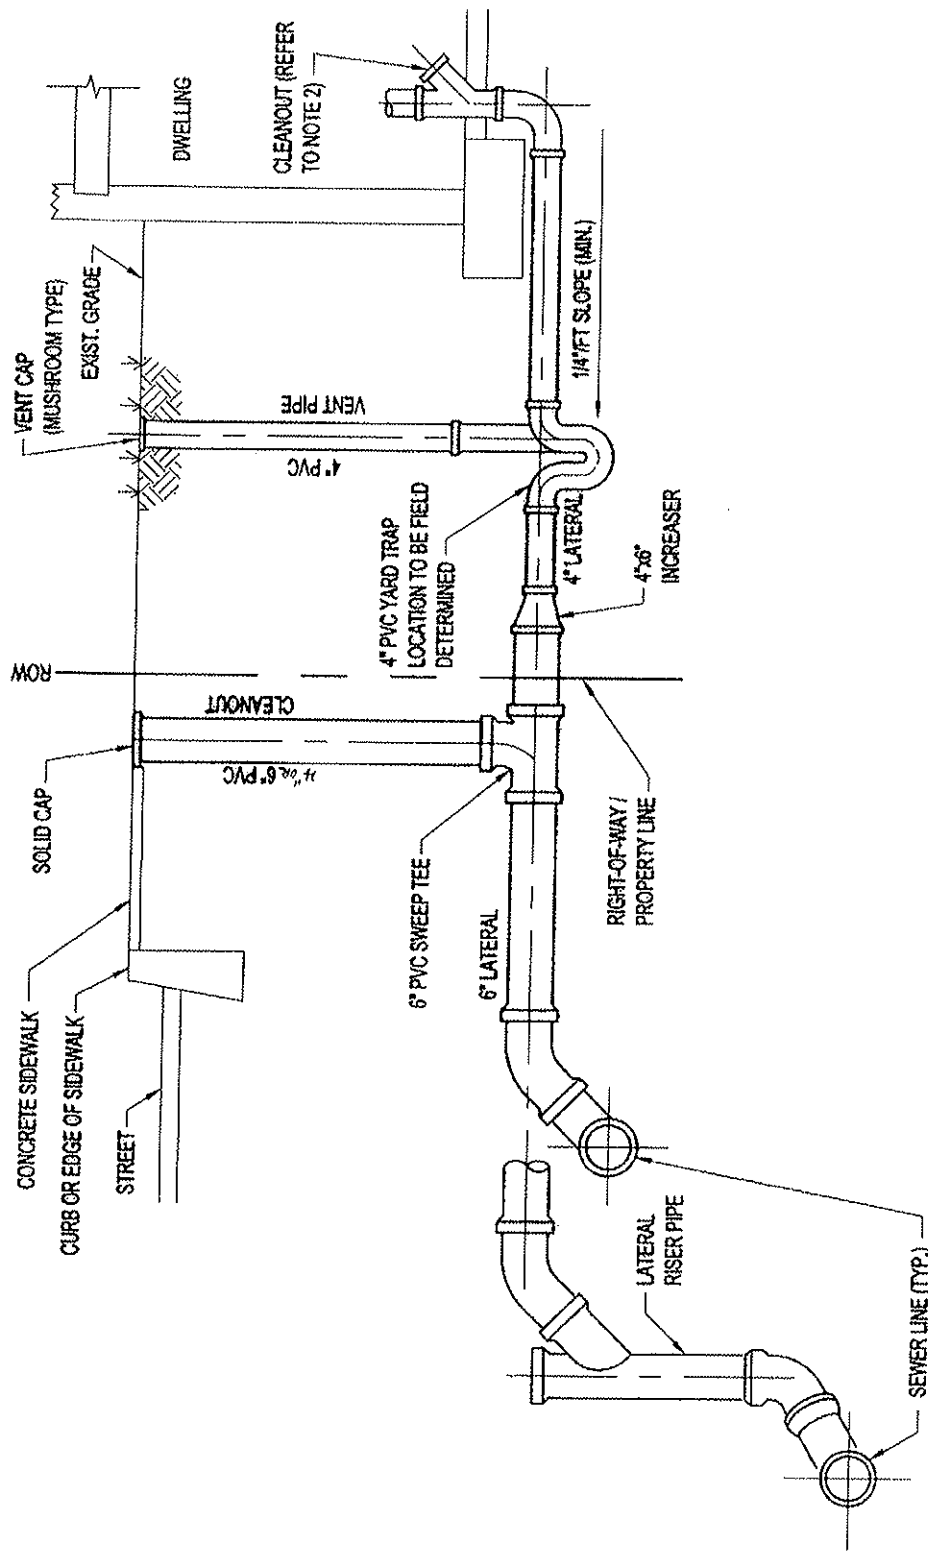 CONCRETE SIDEWALK
CURB OR EDGE OF SIDEWALK
STREET
SOLID CAP
ROW
VENT CAP
(MUSHROOM TYPE)
EXIST. GRADE
DWELLING
CLEANOUT (REFER
TO NOTE 2)
CLEANOUT
4" OR 6" PVC
VENT PIPE
4" PVC
6" PVC SWEEP TEE
6" LATERAL
4" PVC YARD TRAP
LOCATION TO BE FIELD
DETERMINED
4" LATERAL
1/4"/FT SLOPE (MIN.)
4"x6"
INCREASER
RIGHT-OF-WAY /
PROPERTY LINE
LATERAL
RISER PIPE
SEWER LINE (TYP.)